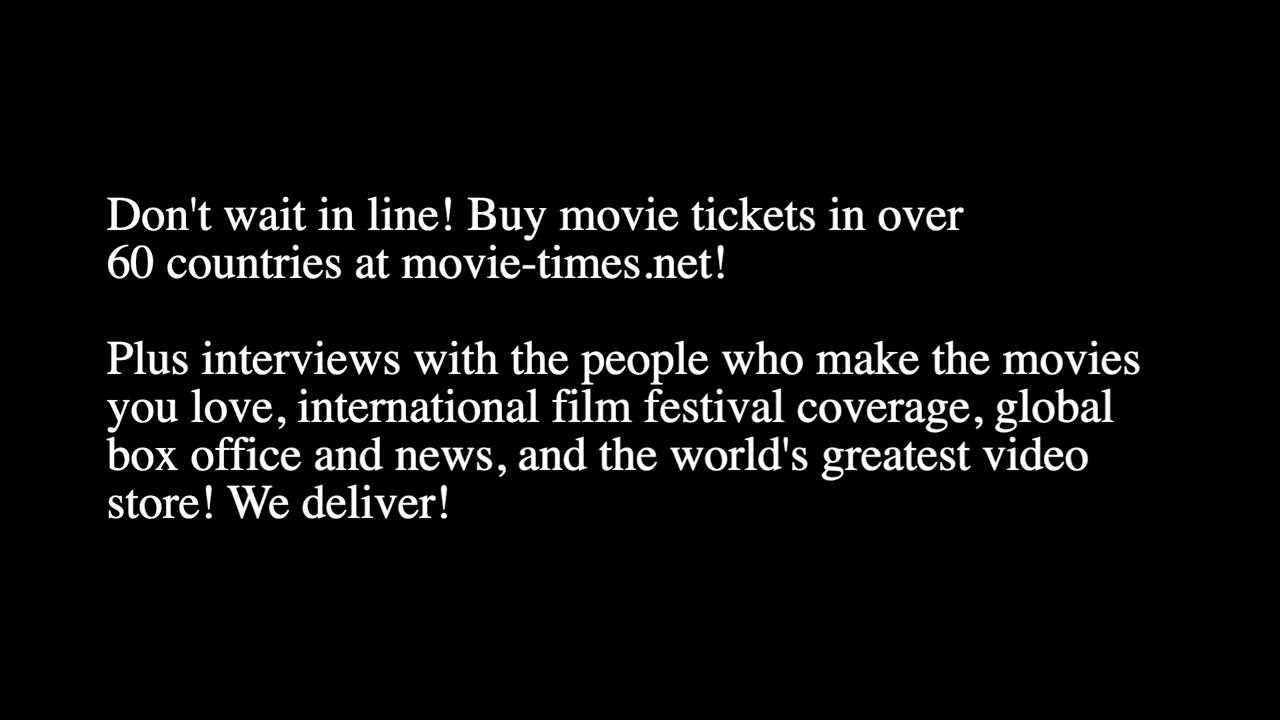 Don't wait in line! Buy movie tickets in over
60 countries at movie-times.net!
Plus interviews with the people who make the movies
you love, international film festival coverage, global
box office and news, and the world's greatest video
store! We deliver!